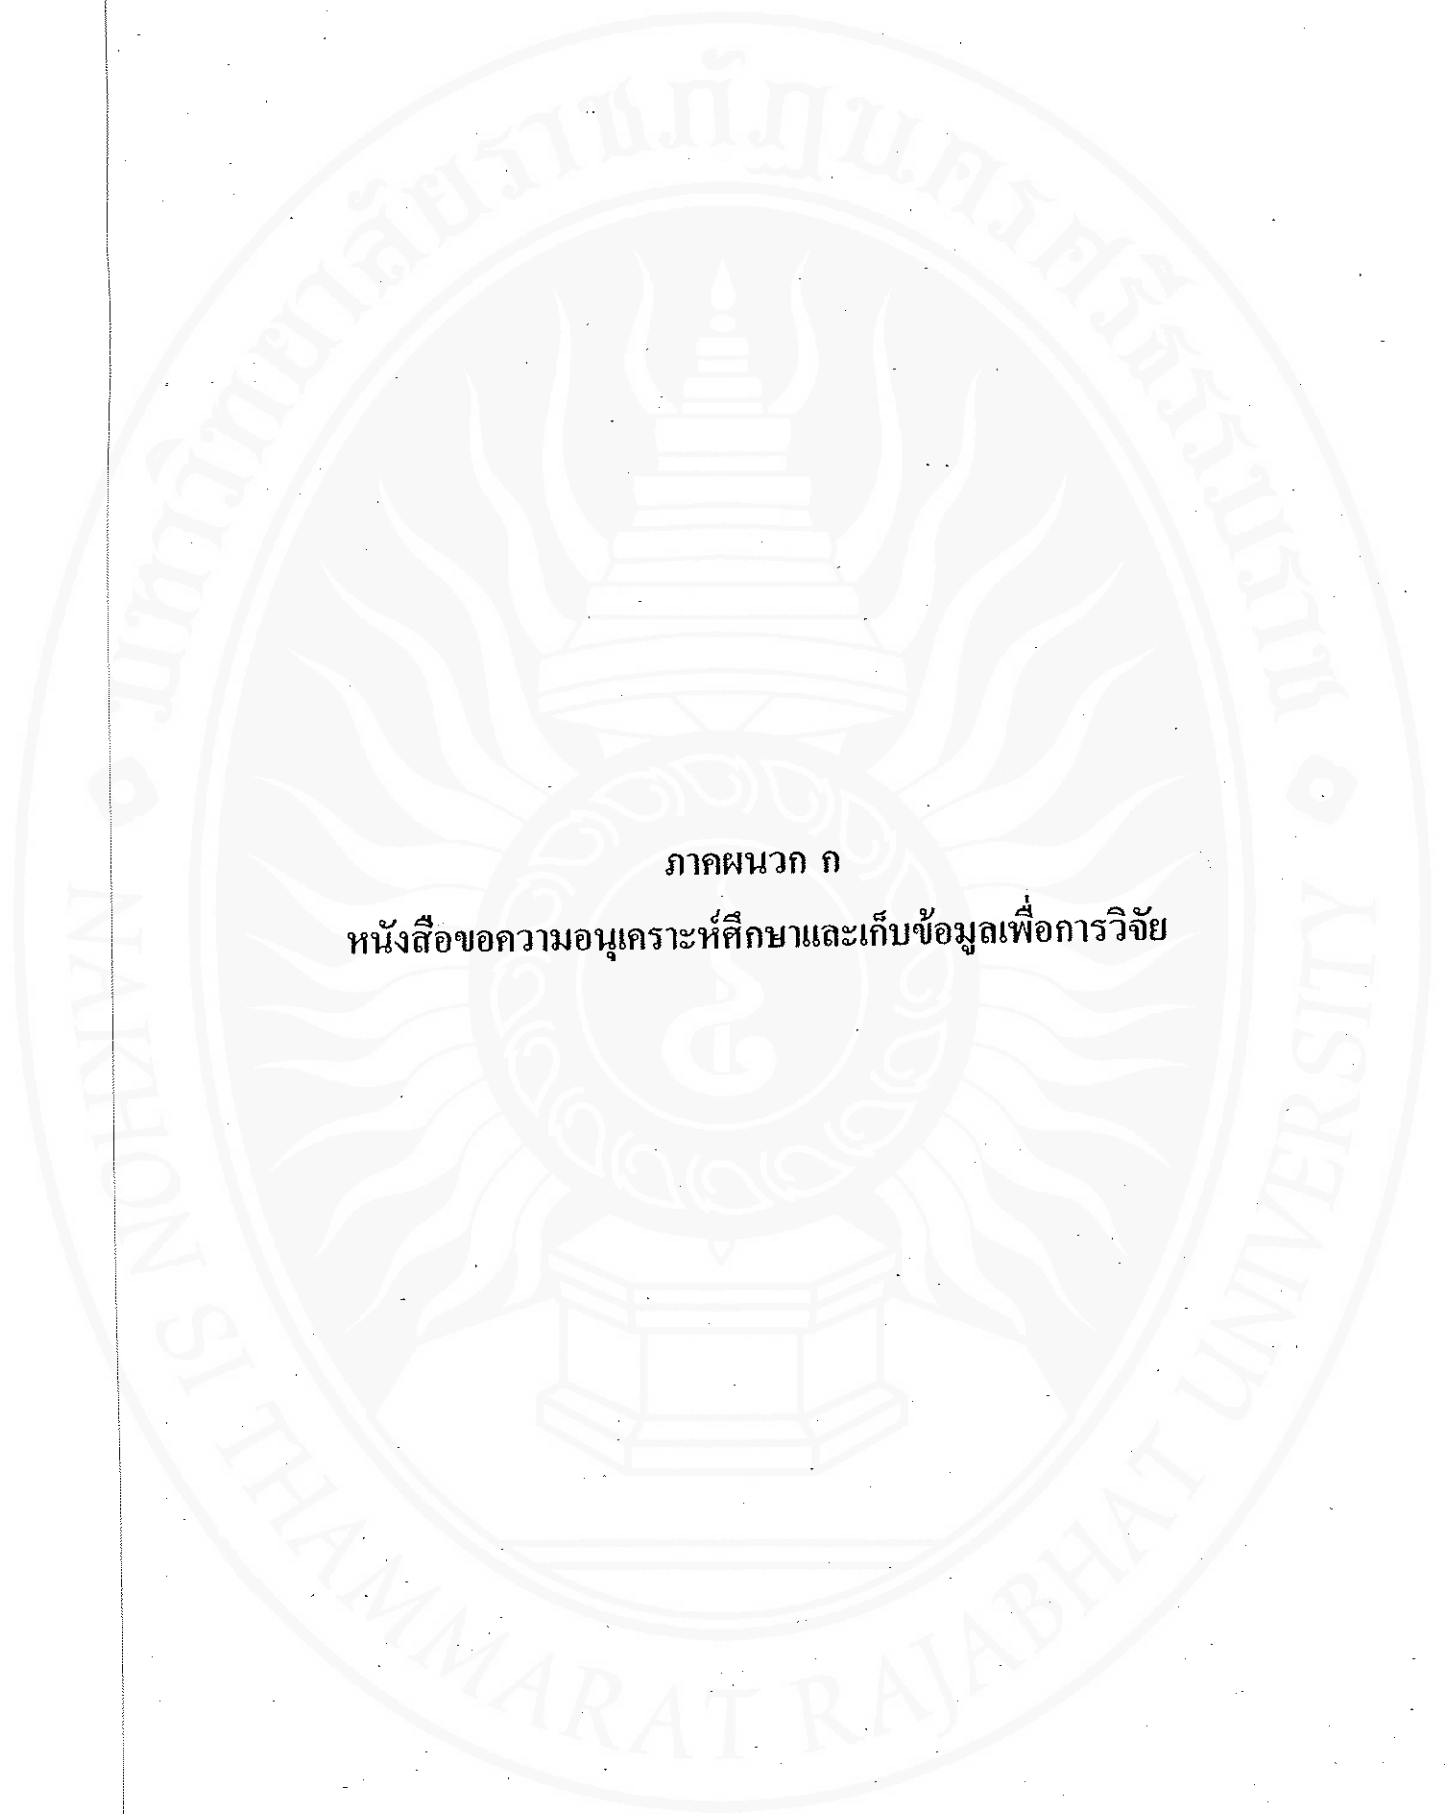 มหาวิทยาลัยราชภัฏนครศรีธรรมราช
ภาคผนวก ก
หนังสือขอความอนุเคราะห์ศึกษาและเก็บข้อมูลเพื่อการวิจัย
NAKHON SI THAMMARAT RAJABHAT UNIVERSITY